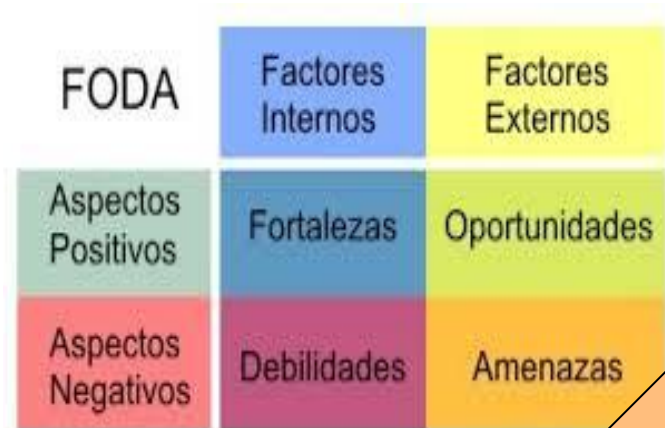 FODA
Factores
Internos
Factores
Externos
Aspectos
Positivos
Fortalezas
Oportunidades
Aspectos
Negativos
Debilidades
Amenazas